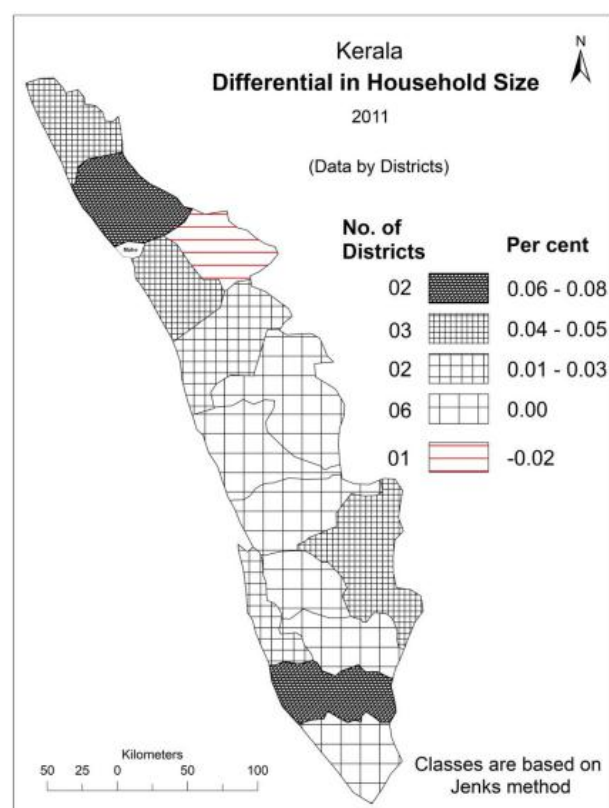 Kerala
N
Differential in Household Size
2011
(Data by Districts)
No. of
Districts
Per cent
02 0.06 - 0.08
03 0.04 - 0.05
02 0.01 - 0.03
06 0.00
01 -0.02
Kilometers
50 25 0 50 100
Classes are based on
Jenks method